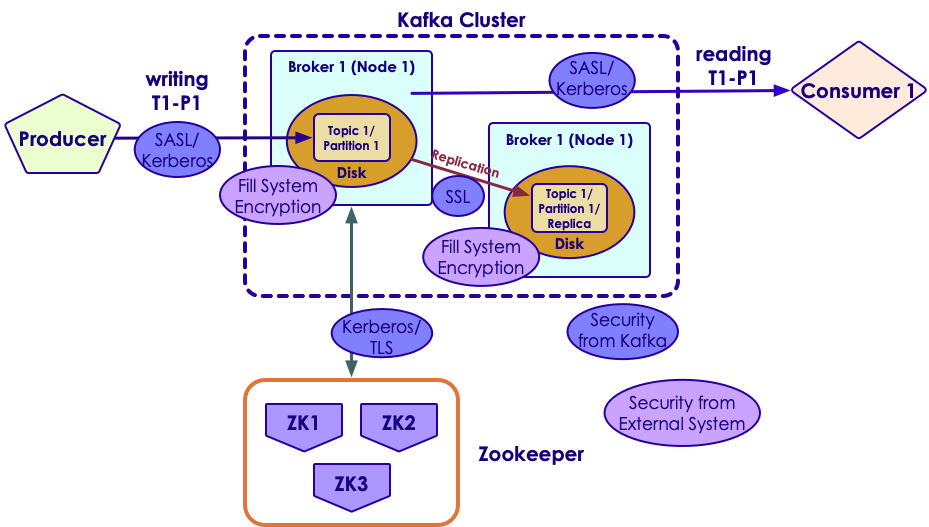 Kafka Cluster
writing
T1-P1
Producer
SASL/
Kerberos
Broker 1 (Node 1)
Topic 1/
Partition 1
Disk
Fill System
Encryption
Replication
SSL
Broker 1 (Node 1)
Topic 1/
Partition 1/
Replica
Disk
Fill System
Encryption
SASL/
Kerberos
reading
T1-P1
Consumer 1
Kerberos/
TLS
Security
from Kafka
Security from
External System
ZK1
ZK2
ZK3
Zookeeper